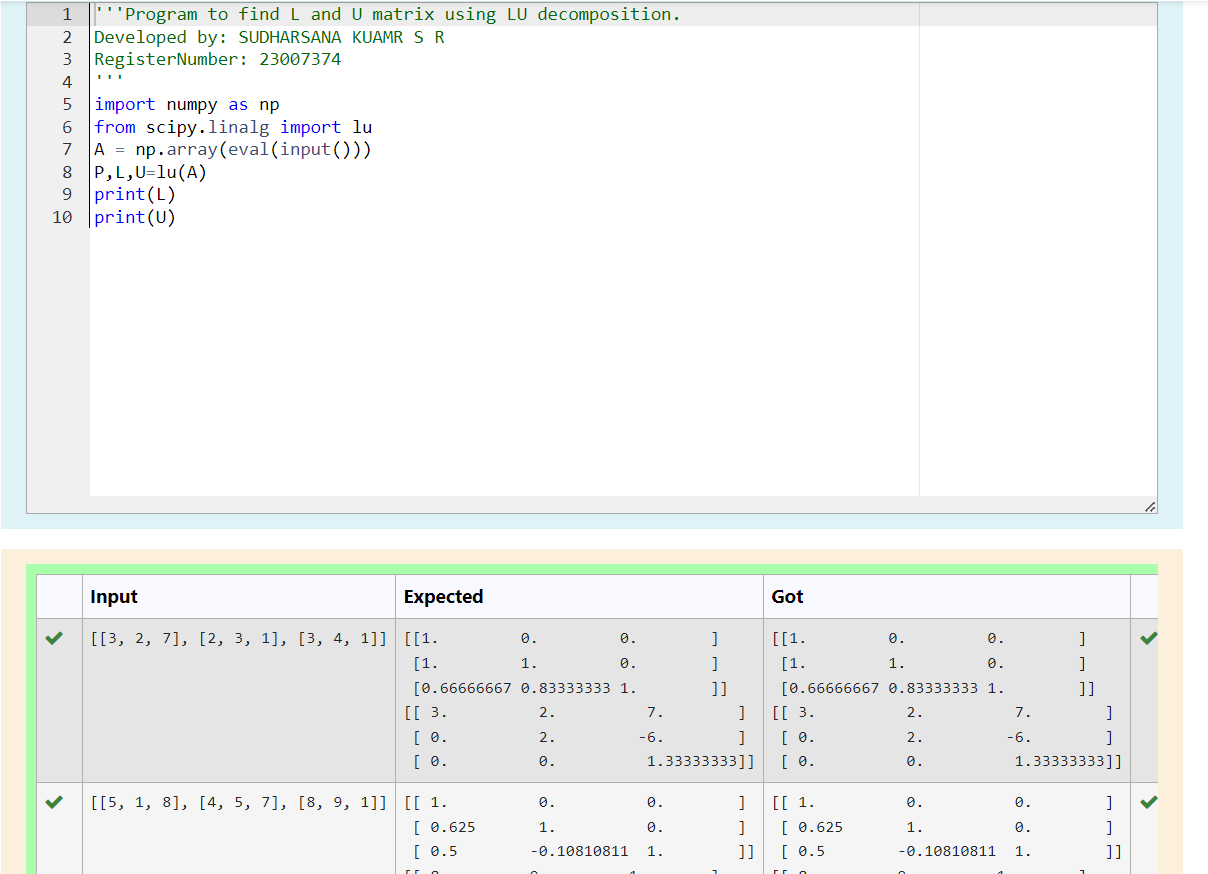 1 '''Program to find L and U matrix using LU decomposition.
2 Developed by: SUDHARSANA KUAMR S R
3 RegisterNumber: 23007374
4 '''
5 import numpy as np
6 from scipy.linalg import lu
7 A = np.array(eval(input()))
8 P,L,U=lu(A)
9 print(L)
10 print(U)
Input Expected Got
[[3, 2, 7], [2, 3, 1], [3, 4, 1]] [[1. 0. 0. ] [[1. 0. 0. ]
[1. 1. 0. ] [1. 1. 0. ]
[0.66666667 0.83333333 1. ]] [0.66666667 0.83333333 1. ]]
[[ 3. 2. 7. ] [[ 3. 2. 7. ]
[ 0. 2. -6. ] [ 0. 2. -6. ]
[ 0. 0. 1.33333333]] [ 0. 0. 1.33333333]]
[[5, 1, 8], [4, 5, 7], [8, 9, 1]] [[ 1. 0. 0. ] [[ 1. 0. 0. ]
[ 0.625 1. 0. ] [ 0.625 1. 0. ]
[ 0.5 -0.10810811 1. ]] [ 0.5 -0.10810811 1. ]]